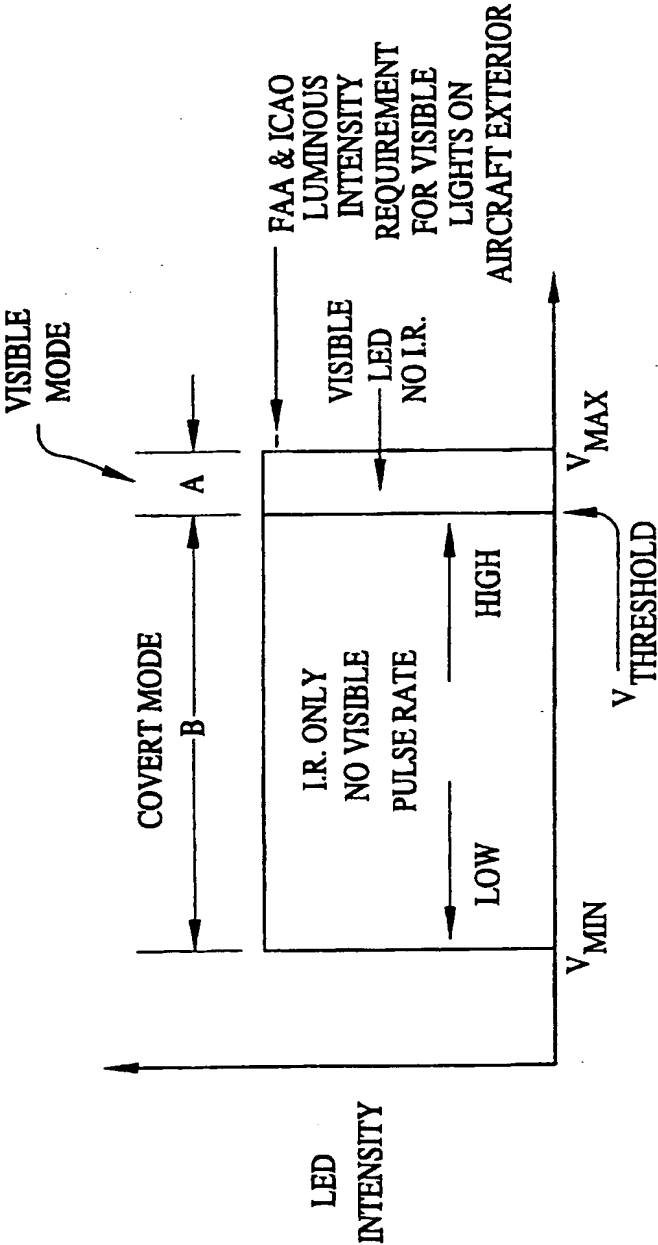 VISIBLE
MODE
COVERT MODE
B
A
FAA & ICAO
LUMINOUS
INTENSITY
REQUIREMENT
FOR VISIBLE
LIGHTS ON
AIRCRAFT EXTERIOR
I.R. ONLY
NO VISIBLE
PULSE RATE
LOW
HIGH
VISIBLE
LED
NO I.R.
LED
INTENSITY
V MIN
V MAX
V THRESHOLD